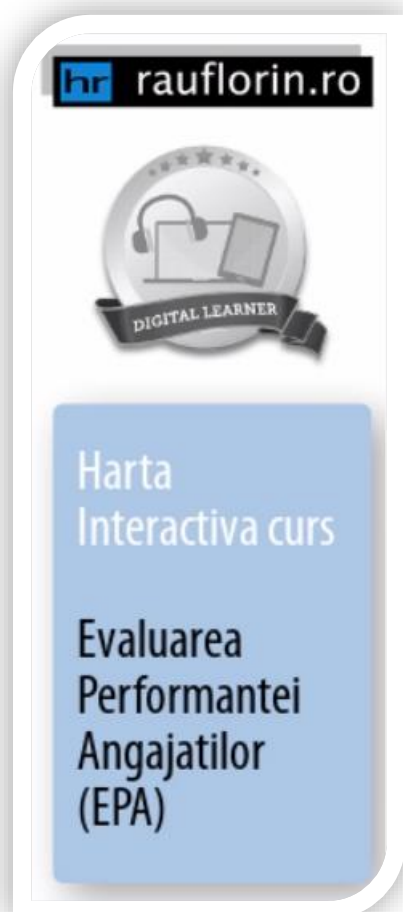 hr rauflorin.ro
DIGITAL LEARNER
Harta
Interactiva curs
Evaluarea
Performantei
Angajatilor
(EPA)